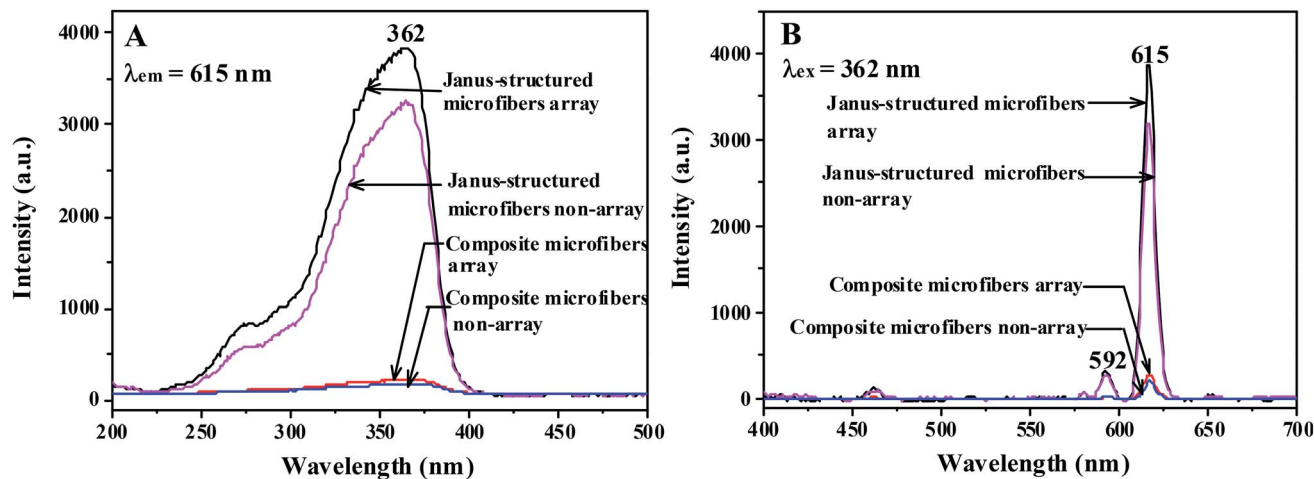 A
λem = 615 nm
362
Janus-structured
microfibers array
Janus-structured
microfibers non-array
Composite microfibers
array
Composite microfibers
non-array
4000
3000
2000
1000
0
200 250 300 350 400 450 500
Intensity (a.u.)
Wavelength (nm)
B
λex = 362 nm
615
Janus-structured microfibers
array
Janus-structured microfibers
non-array
Composite microfibers array
Composite microfibers non-array
592
4000
3000
2000
1000
0
400 450 500 550 600 650 700
Intensity (a.u.)
Wavelength (nm)